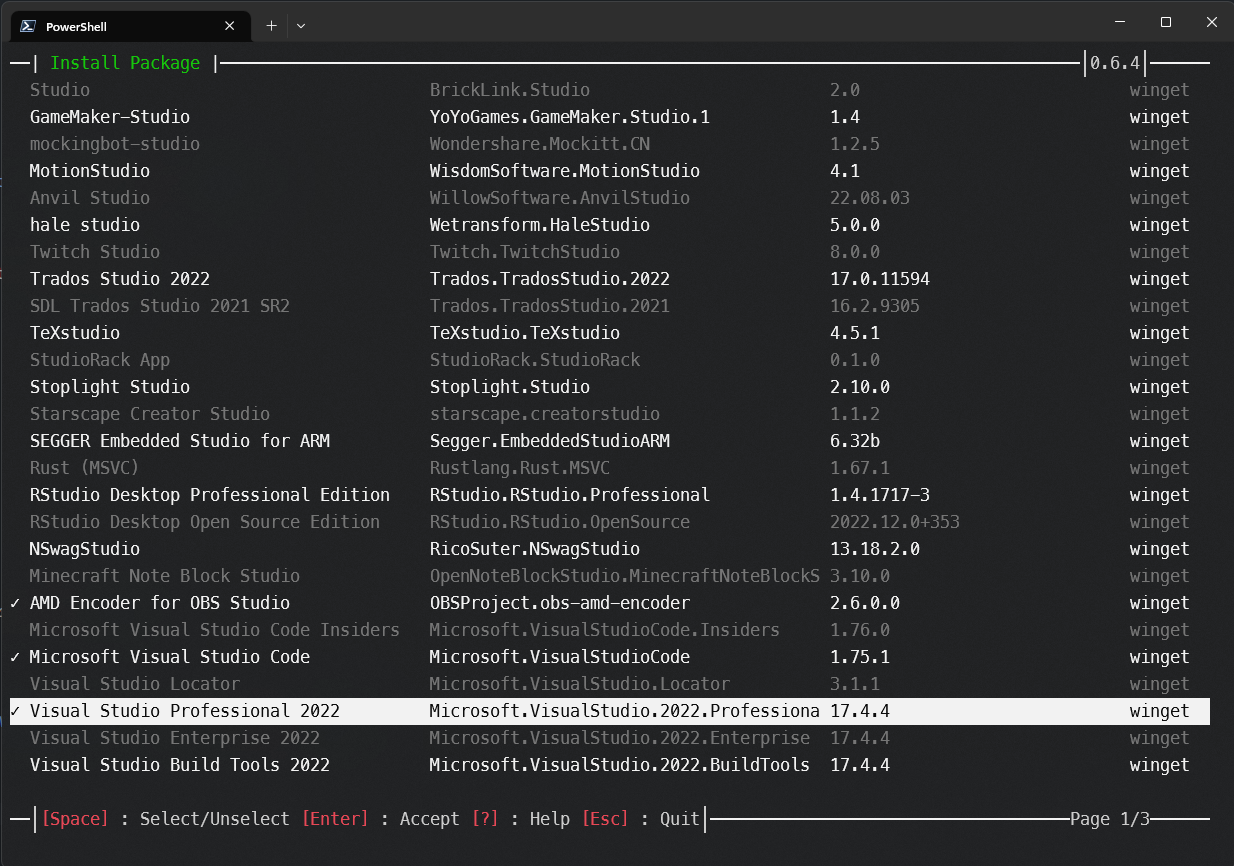 PowerShell
Install Package 0.6.4
Studio BrickLink.Studio 2.0 winget
GameMaker-Studio YoYoGames.GameMaker.Studio.1 1.4 winget
mockingbot-studio Wondershare.Mockitt.CN 1.2.5 winget
MotionStudio WisdomSoftware.MotionStudio 4.1 winget
Anvil Studio WillowSoftware.AnvilStudio 22.08.03 winget
hale studio Wetransform.HaleStudio 5.0.0 winget
Twitch Studio Twitch.TwitchStudio 8.0.0 winget
Trados Studio 2022 Trados.TradosStudio.2022 17.0.11594 winget
SDL Trados Studio 2021 SR2 Trados.TradosStudio.2021 16.2.9305 winget
TeXstudio TeXstudio.TeXstudio 4.5.1 winget
StudioRack App StudioRack.StudioRack 0.1.0 winget
Stoplight Studio Stoplight.Studio 2.10.0 winget
Starscape Creator Studio starscape.creatorstudio 1.1.2 winget
SEGGER Embedded Studio for ARM Segger.EmbeddedStudioARM 6.32b winget
Rust (MSVC) Rustlang.Rust.MSVC 1.67.1 winget
RStudio Desktop Professional Edition RStudio.RStudio.Professional 1.4.1717-3 winget
RStudio Desktop Open Source Edition RStudio.RStudio.OpenSource 2022.12.0+353 winget
NSwagStudio RicoSuter.NSwagStudio 13.18.2.0 winget
Minecraft Note Block Studio OpenNoteBlockStudio.MinecraftNoteBlockS 3.10.0 winget
✓ AMD Encoder for OBS Studio OBSProject.obs-amd-encoder 2.6.0.0 winget
Microsoft Visual Studio Code Insiders Microsoft.VisualStudioCode.Insiders 1.76.0 winget
✓ Microsoft Visual Studio Code Microsoft.VisualStudioCode 1.75.1 winget
Visual Studio Locator Microsoft.VisualStudio.Locator 3.1.1 winget
✓ Visual Studio Professional 2022 Microsoft.VisualStudio.2022.Professiona 17.4.4 winget
Visual Studio Enterprise 2022 Microsoft.VisualStudio.2022.Enterprise 17.4.4 winget
Visual Studio Build Tools 2022 Microsoft.VisualStudio.2022.BuildTools 17.4.4 winget
[Space] : Select/Unselect [Enter] : Accept [?] : Help [Esc] : Quit Page 1/3